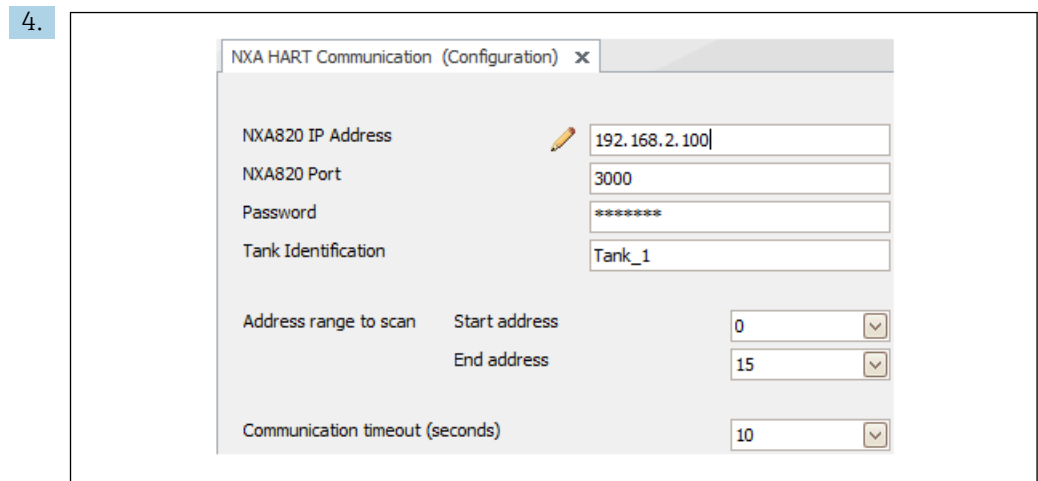 4.
NXA HART Communication (Configuration) x
NXA820 IP Address 192.168.2.100
NXA820 Port 3000
Password *******
Tank Identification Tank_1
Address range to scan Start address 0
End address 15
Communication timeout (seconds) 10